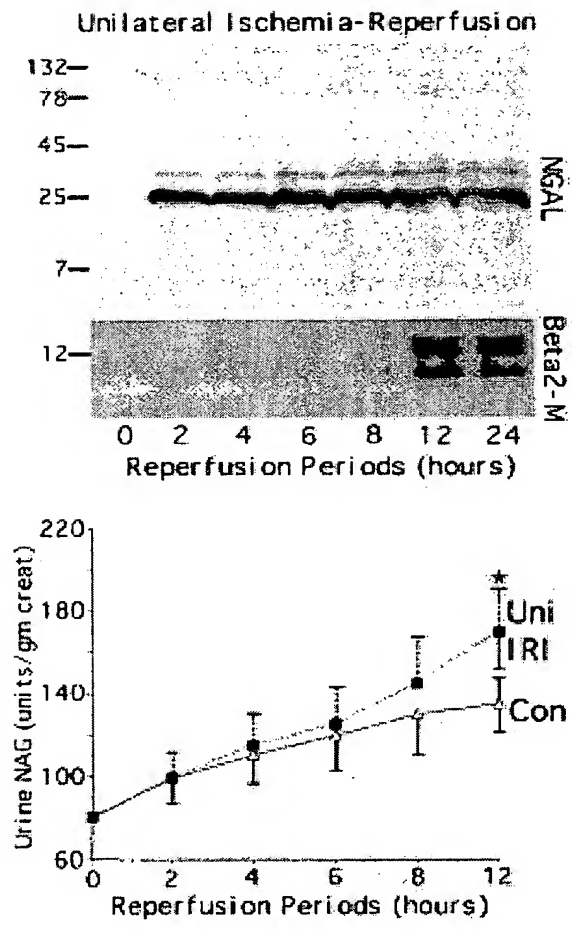 Unilateral Ischemia-Reperfusion
132
78
45
25
7
NGAL
12
Beta2-M
0 2 4 6 8 12 24
Reperfusion Periods (hours)
Urine NAG (units/gm creat)
220
180
140
100
60
★
Uni
IRI
Con
0 2 4 6 8 12
Reperfusion Periods (hours)